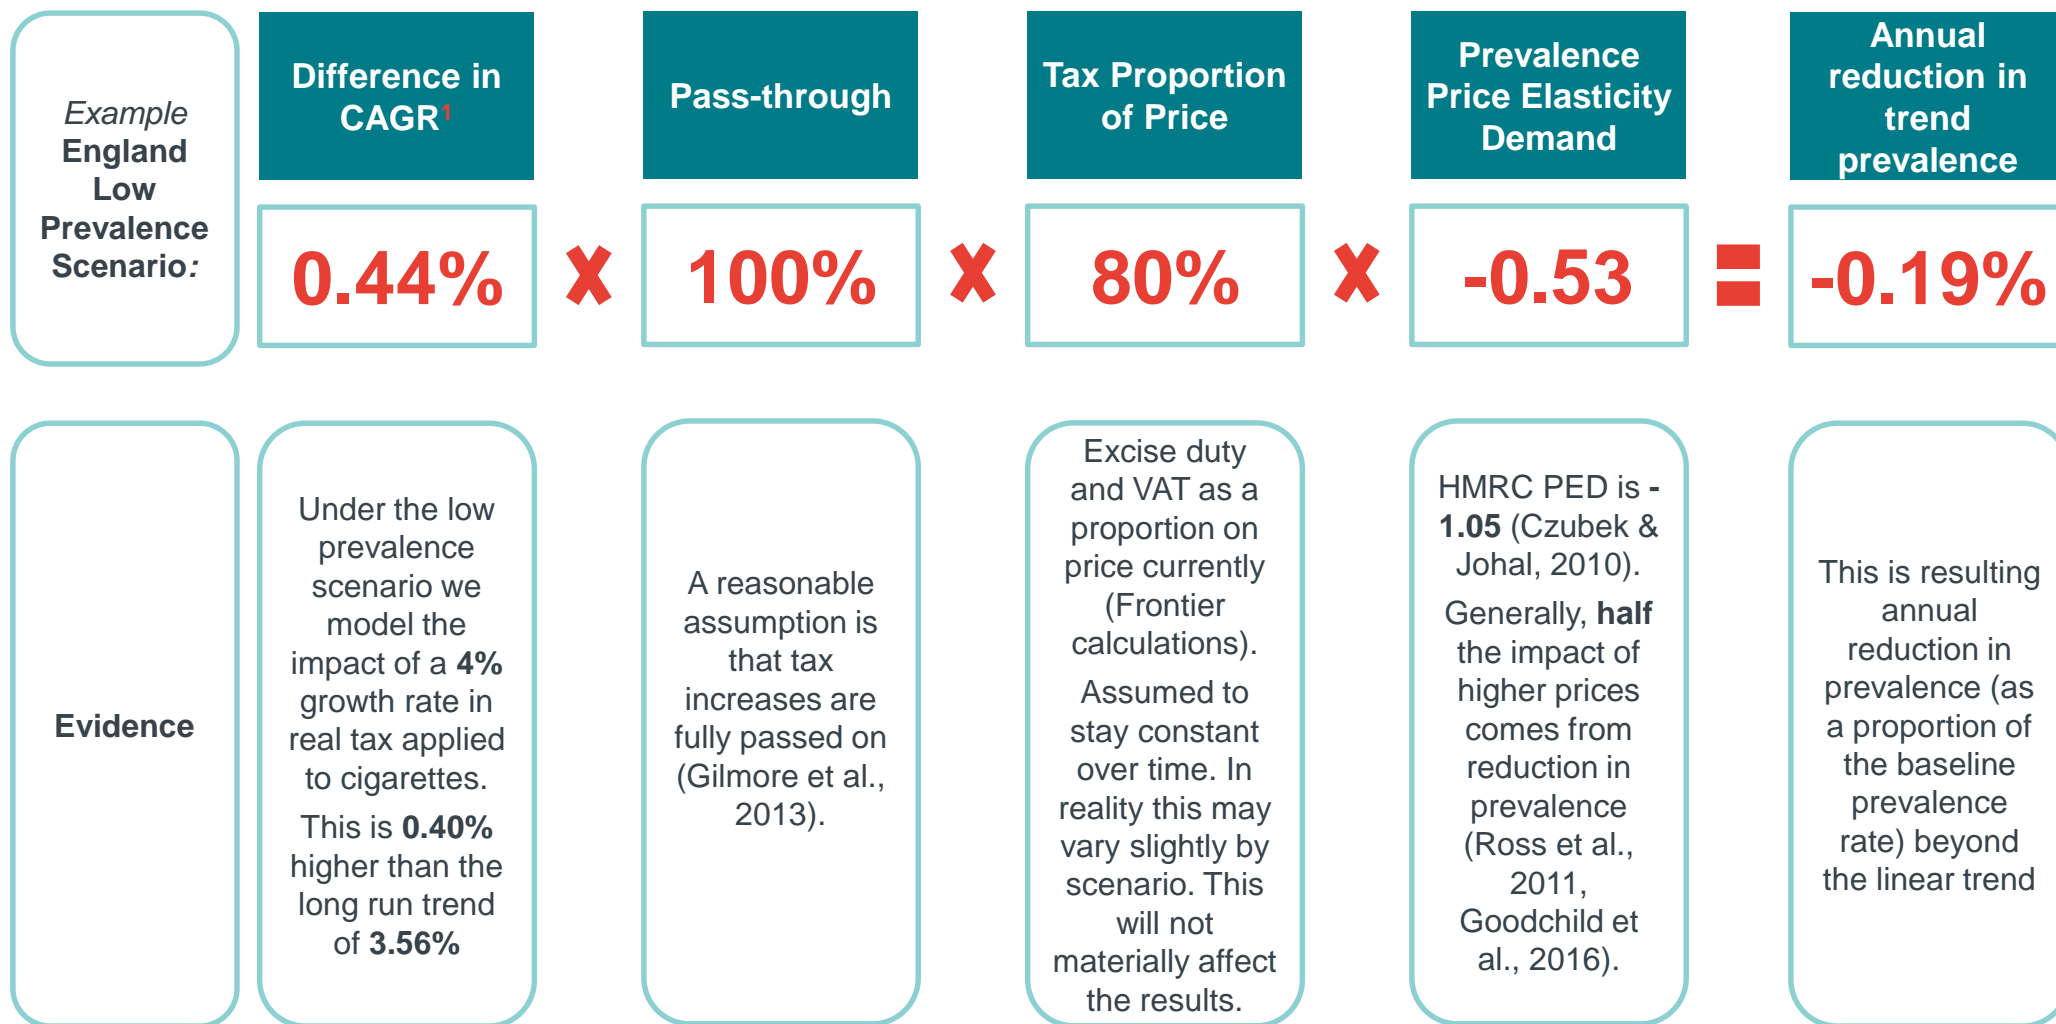 Example
England
Low
Prevalence
Scenario:
Difference in
CAGR1
Pass-through
Tax Proportion
of Price
Prevalence
Price Elasticity
Demand
Annual
reduction in
trend
prevalence
0.44%
100%
80%
-0.53
-0.19%
Evidence
Under the low
prevalence
scenario we
model the
impact of a 4%
growth rate in
real tax applied
to cigarettes.
This is 0.40%
higher than the
long run trend
of 3.56%
A reasonable
assumption is
that tax
increases are
fully passed on
(Gilmore et al.,
2013).
Excise duty
and VAT as a
proportion on
price currently
(Frontier
calculations).
Assumed to
stay constant
over time. In
reality this may
vary slightly by
scenario. This
will not
materially affect
the results.
HMRC PED is -
1.05 (Czubek &
Johal, 2010).
Generally, half
the impact of
higher prices
comes from
reduction in
prevalence
(Ross et al.,
2011,
Goodchild et
al., 2016).
This is resulting
annual
reduction in
prevalence (as
a proportion of
the baseline
prevalence
rate) beyond
the linear trend